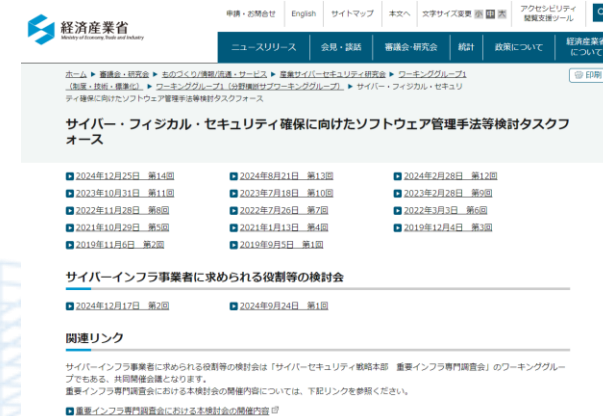 申請・お問合せ English サイトマップ 本文へ 文字サイズ変更 小 中 大 アクセシビリティ
閲覧支援ツール
経済産業省
Ministry of Economy, Trade and Industry
ニュースリリース 会見・談話 審議会・研究会 統計 政策について 経済産業省
について
ホーム ▶ 審議会・研究会 ▶ ものづくり/情報/流通・サービス ▶ 産業サイバーセキュリティ研究会 ▶ ワーキンググループ1
（制度・技術・標準化） ▶ ワーキンググループ1（分野横断サブワーキンググループ） ▶ サイバー・フィジカル・セキュリ
ティ確保に向けたソフトウェア管理手法等検討タスクフォース
印刷
サイバー・フィジカル・セキュリティ確保に向けたソフトウェア管理手法等検討タスクフ
ォース
2024年12月25日 第14回 2024年8月21日 第13回 2024年2月28日 第12回
2023年10月31日 第11回 2023年7月18日 第10回 2023年2月28日 第9回
2022年11月28日 第8回 2022年7月26日 第7回 2022年3月3日 第6回
2021年10月29日 第5回 2021年1月13日 第4回 2019年12月4日 第3回
2019年11月6日 第2回 2019年9月5日 第1回
サイバーインフラ事業者に求められる役割等の検討会
2024年12月17日 第2回 2024年9月24日 第1回
関連リンク
サイバーインフラ事業者に求められる役割等の検討会は「サイバーセキュリティ戦略本部 重要インフラ専門調査会」のワーキンググルー
プでもある、共同開催会議となります。
重要インフラ専門調査会における本検討会の開催内容については、下記リンクを参照ください。
重要インフラ専門調査会における本検討会の開催内容